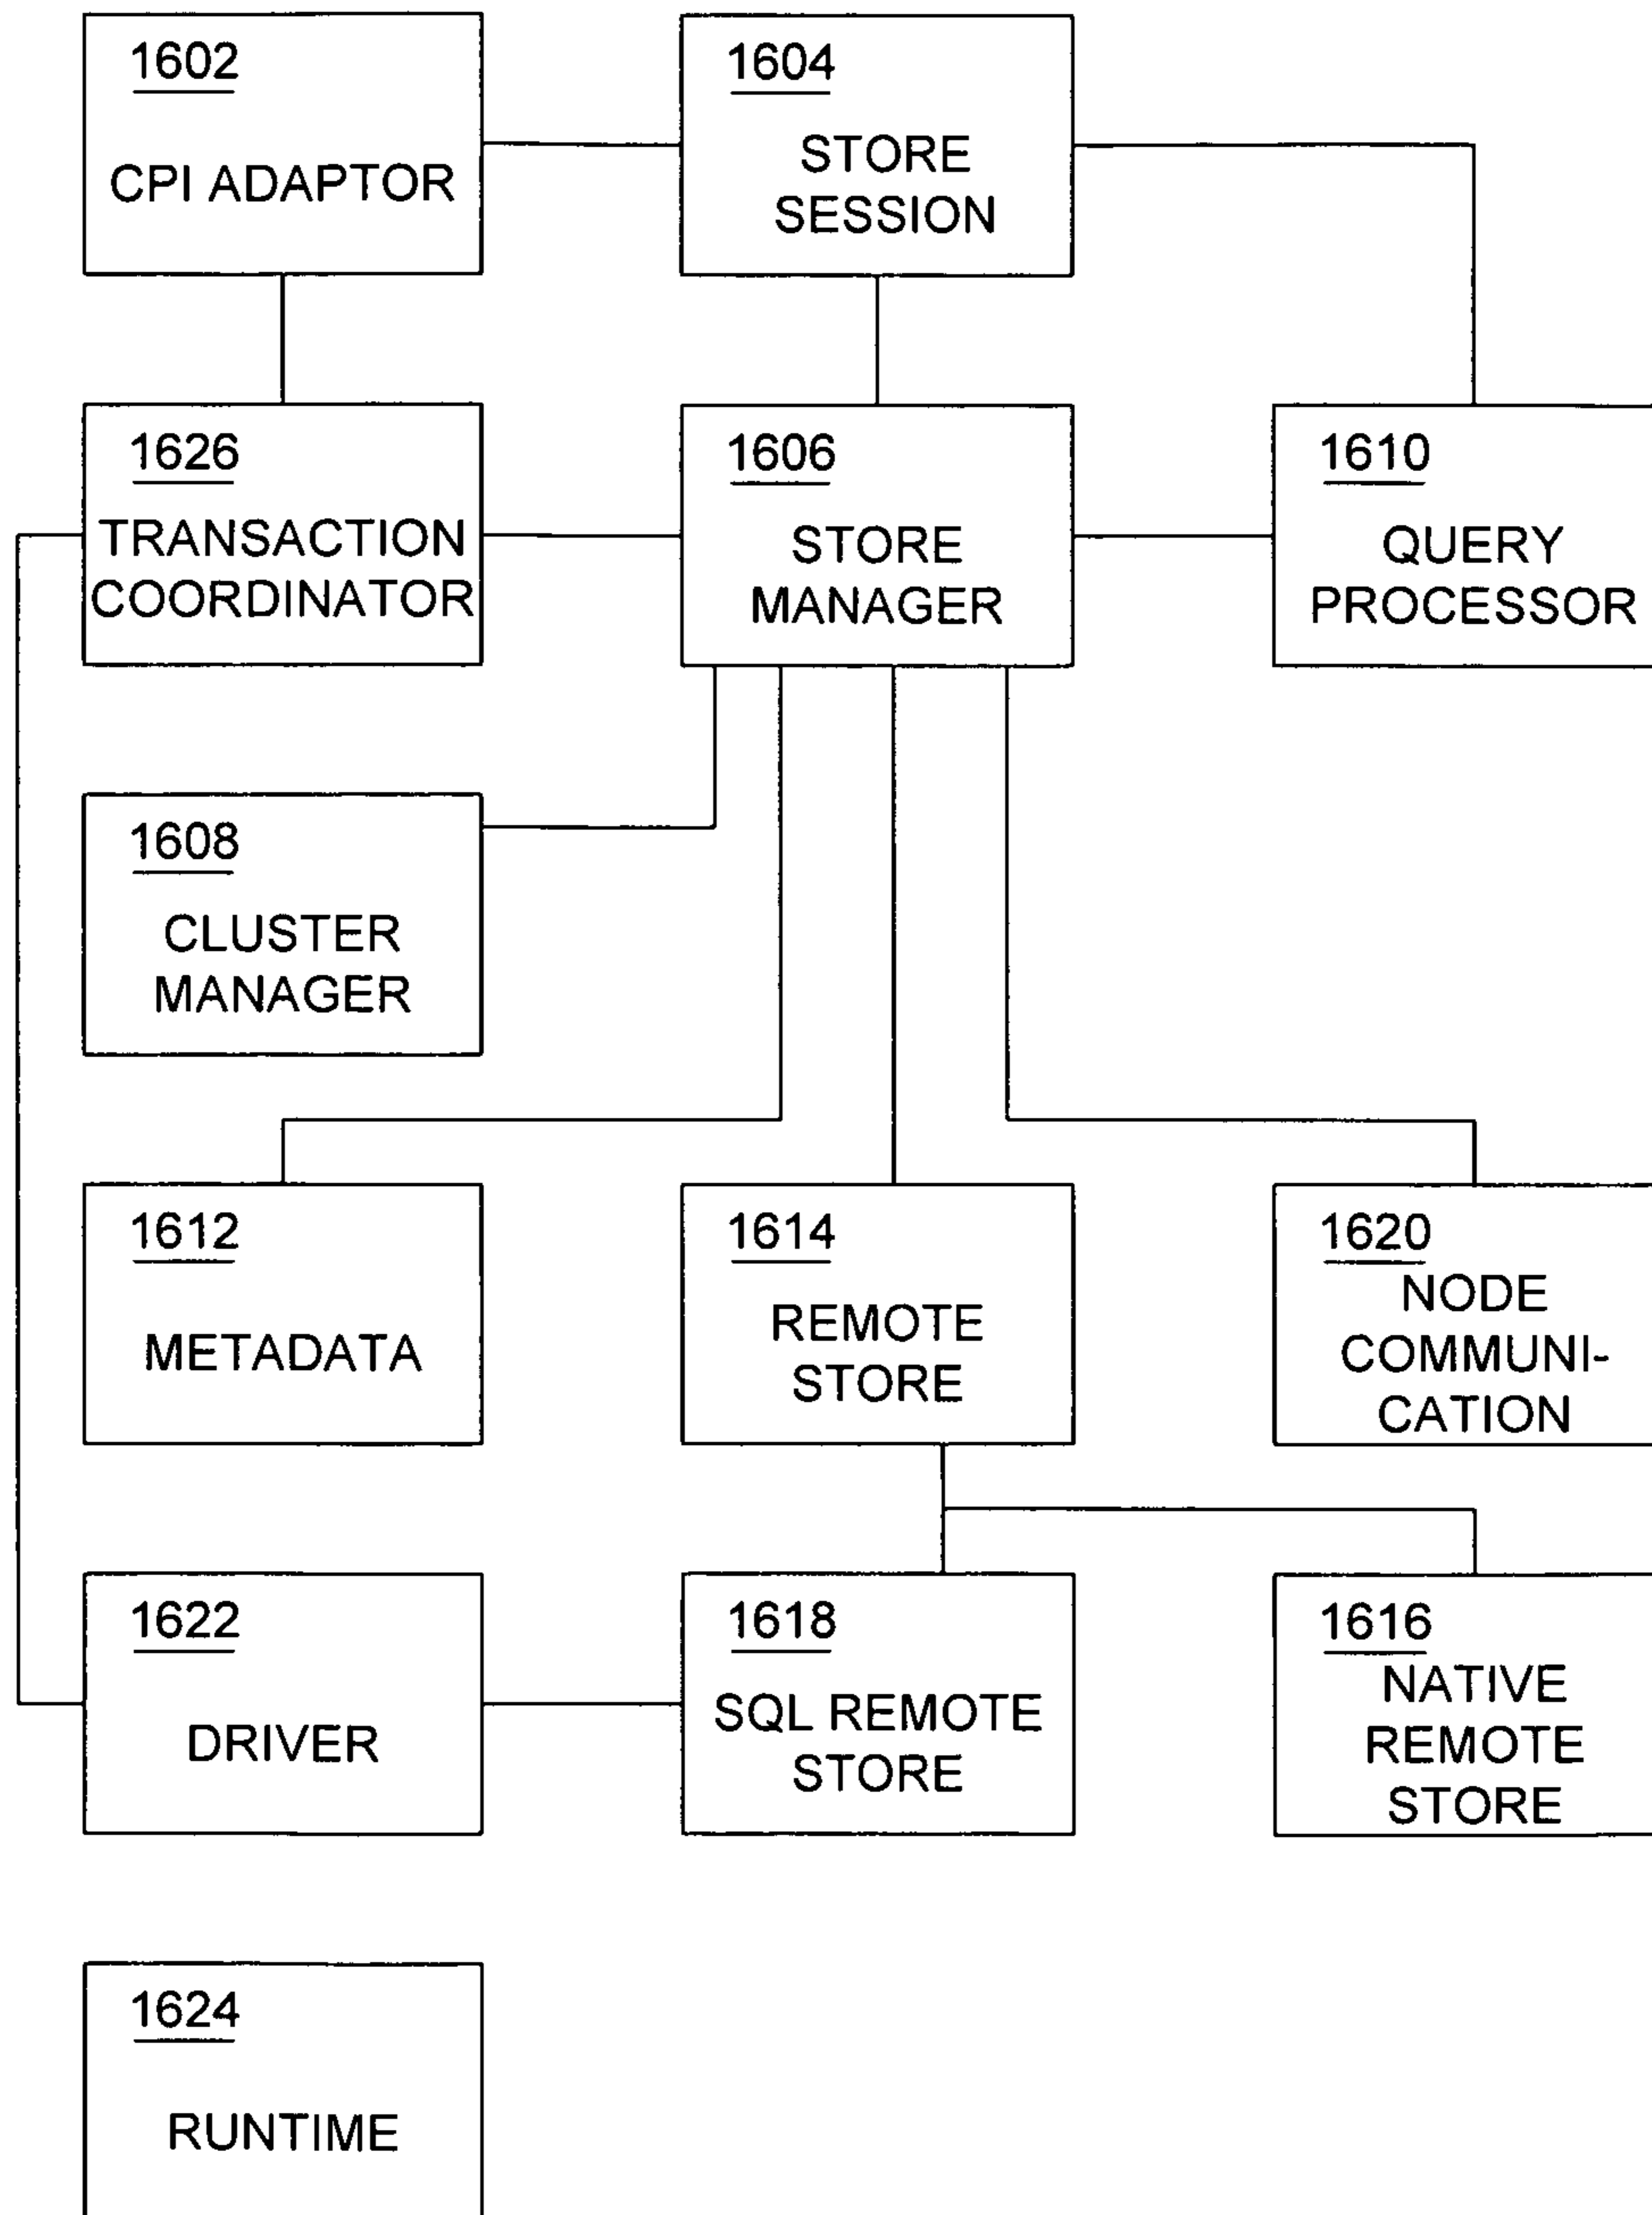 1602
CPI ADAPTOR
1604
STORE
SESSION
1626
TRANSACTION
COORDINATOR
1606
STORE
MANAGER
1610
QUERY
PROCESSOR
1608
CLUSTER
MANAGER
1612
METADATA
1614
REMOTE
STORE
1620
NODE
COMMUNI-
CATION
1622
DRIVER
1618
SQL REMOTE
STORE
1616
NATIVE
REMOTE
STORE
1624
RUNTIME